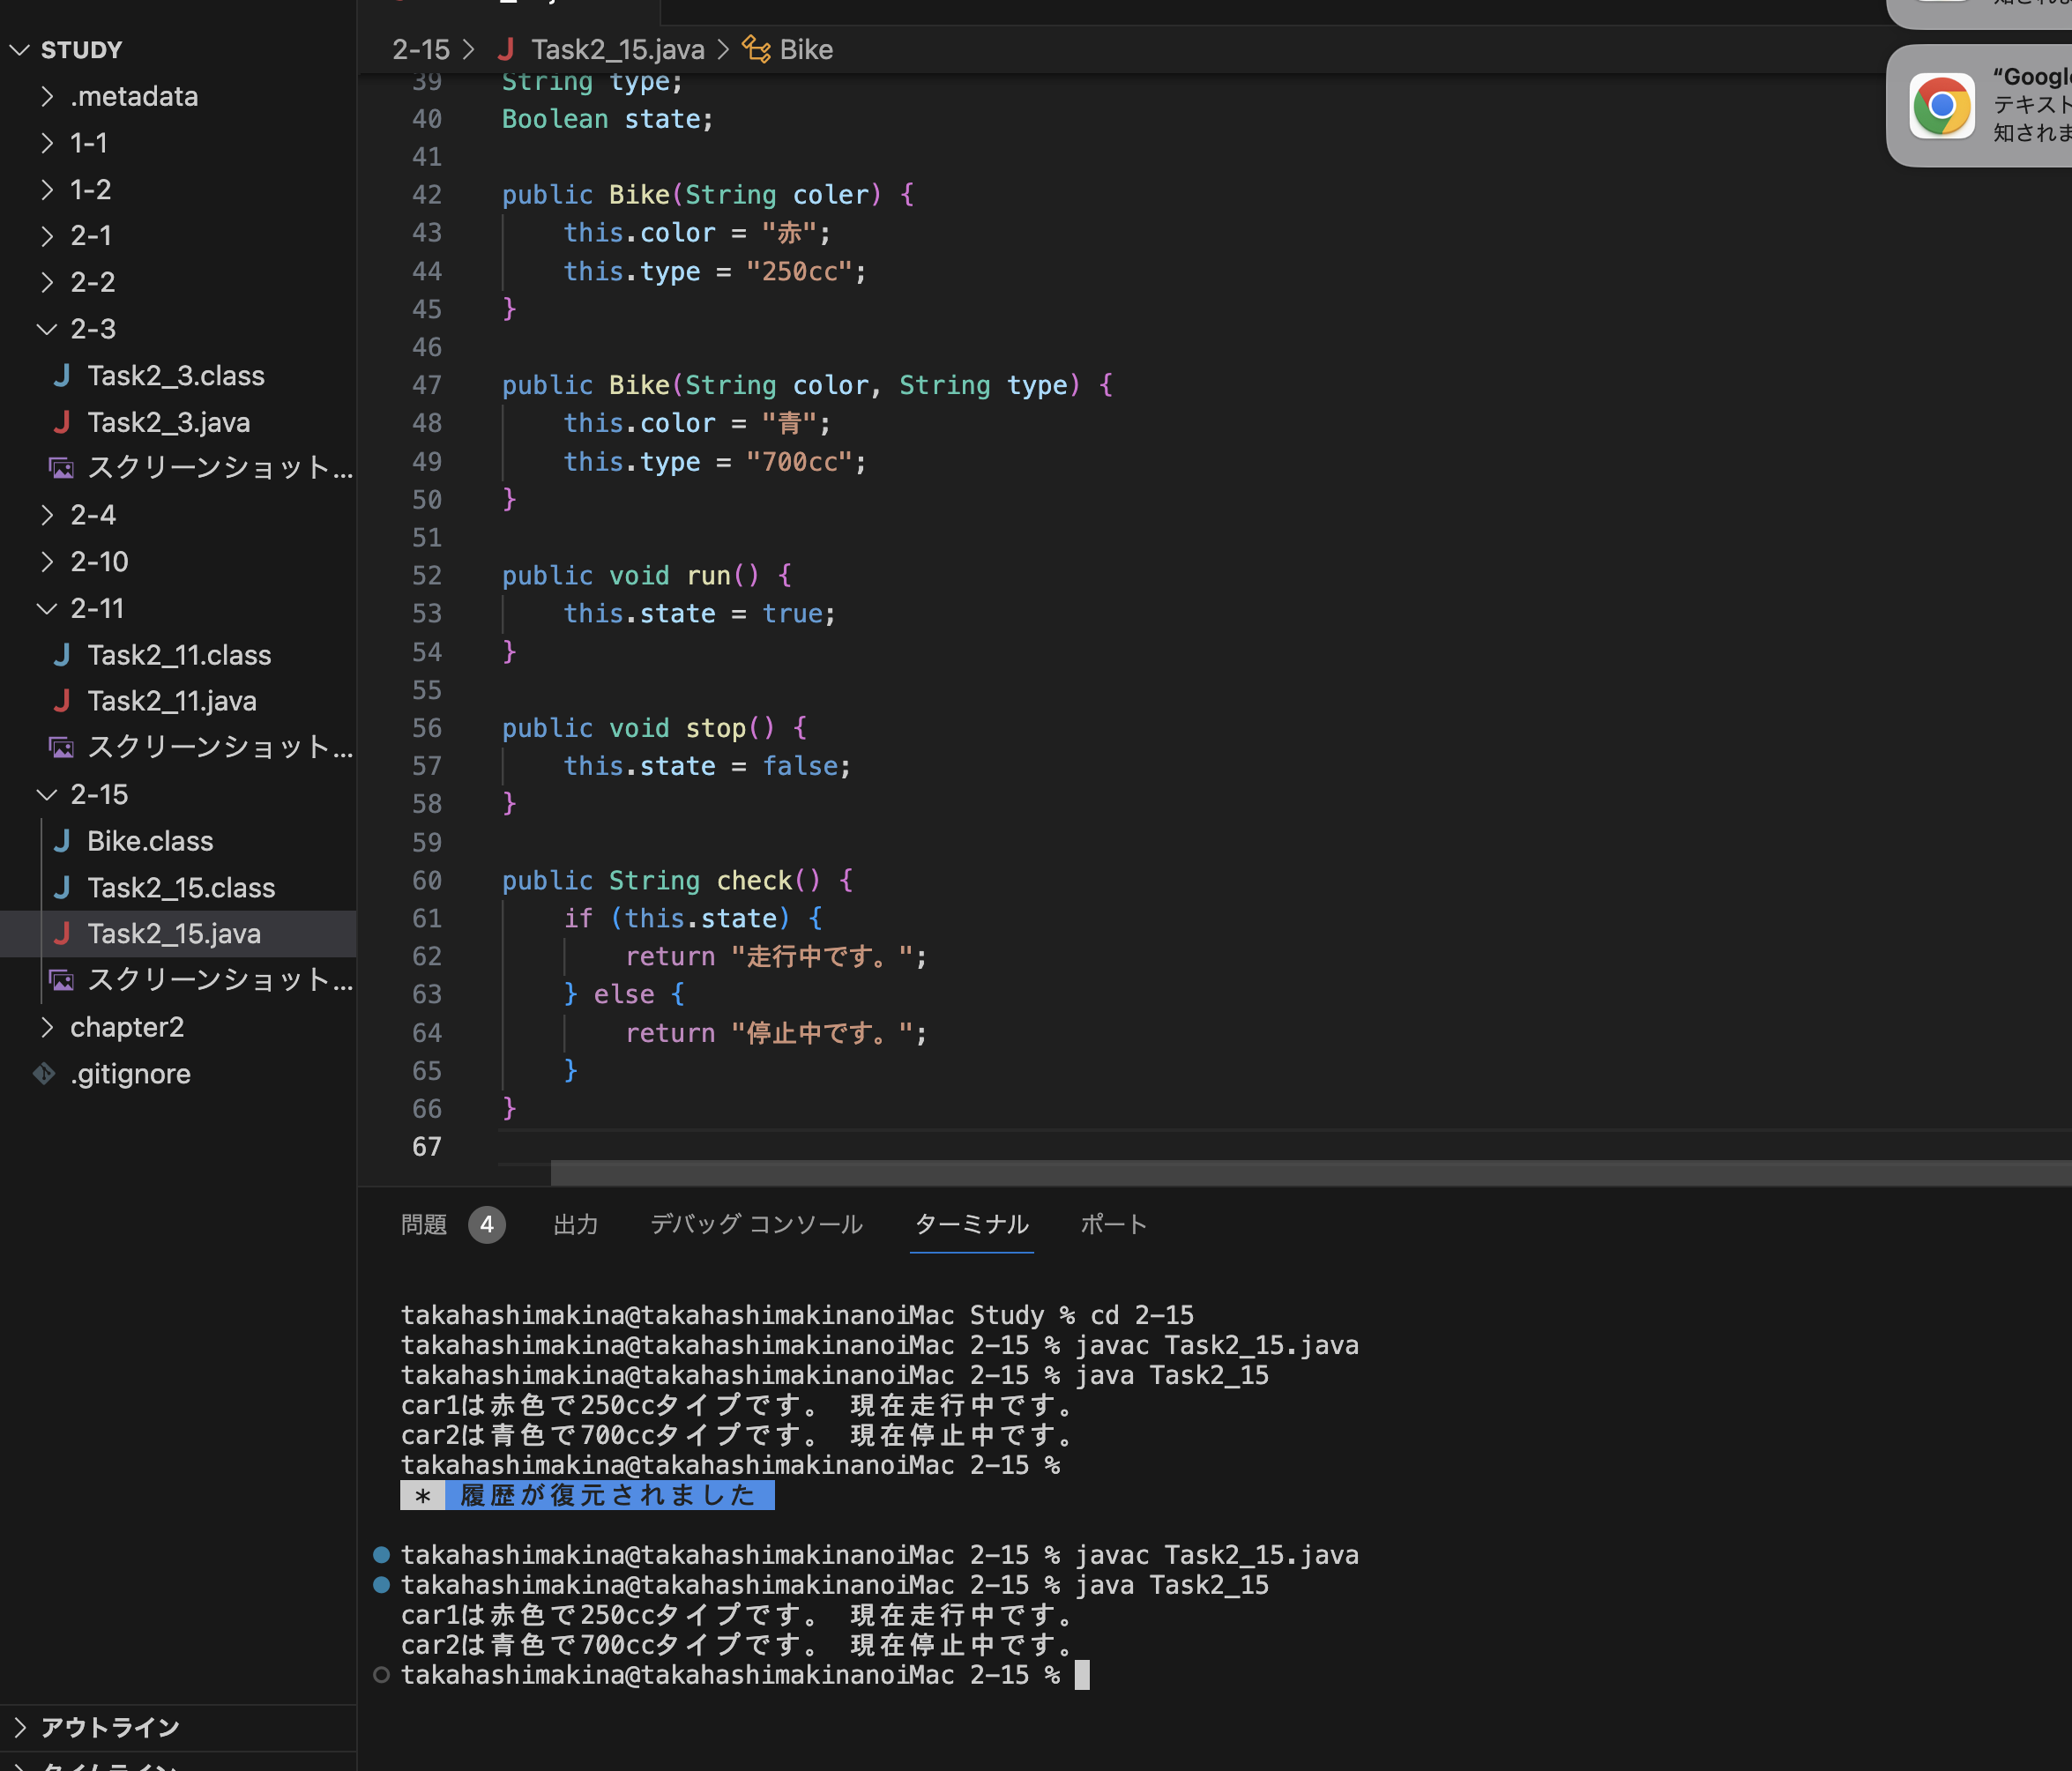 STUDY
.metadata
1-1
1-2
2-1
2-2
2-3
Task2_3.class
Task2_3.java
スクリーンショット...
2-4
2-10
2-11
Task2_11.class
Task2_11.java
スクリーンショット...
2-15
Bike.class
Task2_15.class
Task2_15.java
スクリーンショット...
chapter2
.gitignore
アウトライン
2-15 > Task2_15.java > Bike
39 String type;
40 Boolean state;
41
42 public Bike(String coler) {
43 this.color = "赤";
44 this.type = "250cc";
45 }
46
47 public Bike(String color, String type) {
48 this.color = "青";
49 this.type = "700cc";
50 }
51
52 public void run() {
53 this.state = true;
54 }
55
56 public void stop() {
57 this.state = false;
58 }
59
60 public String check() {
61 if (this.state) {
62 return "走行中です。";
63 } else {
64 return "停止中です。";
65 }
66 }
67
問題 4 出力 デバッグ コンソール ターミナル ポート
takahashimakina@takahashimakinanoiMac Study % cd 2-15
takahashimakina@takahashimakinanoiMac 2-15 % javac Task2_15.java
takahashimakina@takahashimakinanoiMac 2-15 % java Task2_15
car1は赤色で250ccタイプです。 現在走行中です。
car2は青色で700ccタイプです。 現在停止中です。
takahashimakina@takahashimakinanoiMac 2-15 %
* 履歴が復元されました
takahashimakina@takahashimakinanoiMac 2-15 % javac Task2_15.java
takahashimakina@takahashimakinanoiMac 2-15 % java Task2_15
car1は赤色で250ccタイプです。 現在走行中です。
car2は青色で700ccタイプです。 現在停止中です。
takahashimakina@takahashimakinanoiMac 2-15 %
“Google
テキスト
知されま